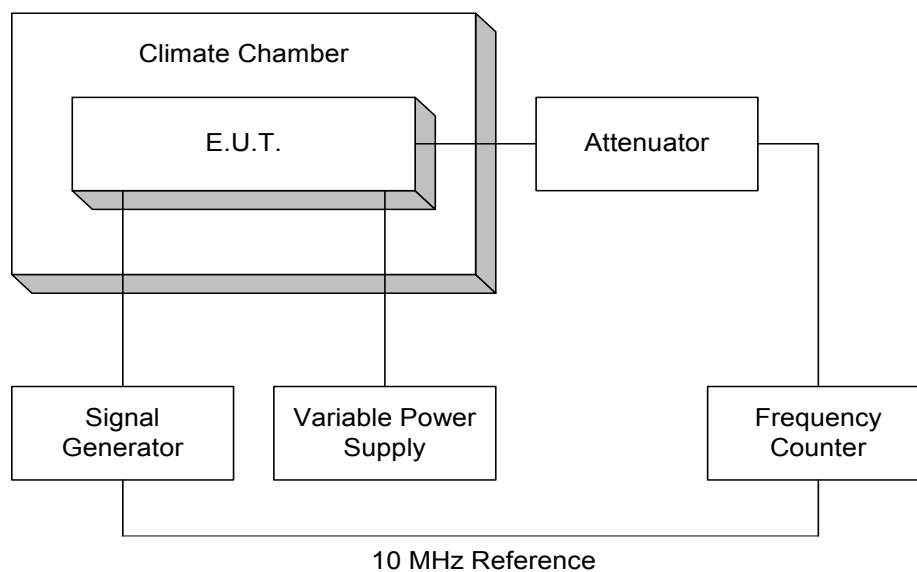 Climate Chamber
E.U.T.
Attenuator
Signal
Generator
Variable Power
Supply
Frequency
Counter
10 MHz Reference